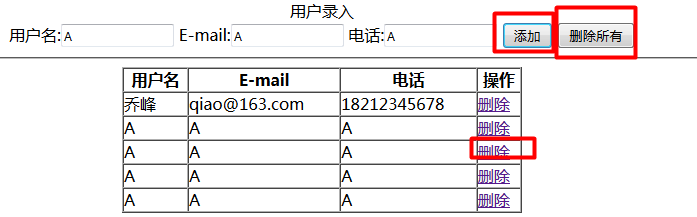 用户录入
用户名:A E-mail:A 电话:A 添加 删除所有
用户名 E-mail 电话 操作
乔峰 qiao@163.com 18212345678 删除
A A A 删除
A A A 删除
A A A 删除
A A A 删除